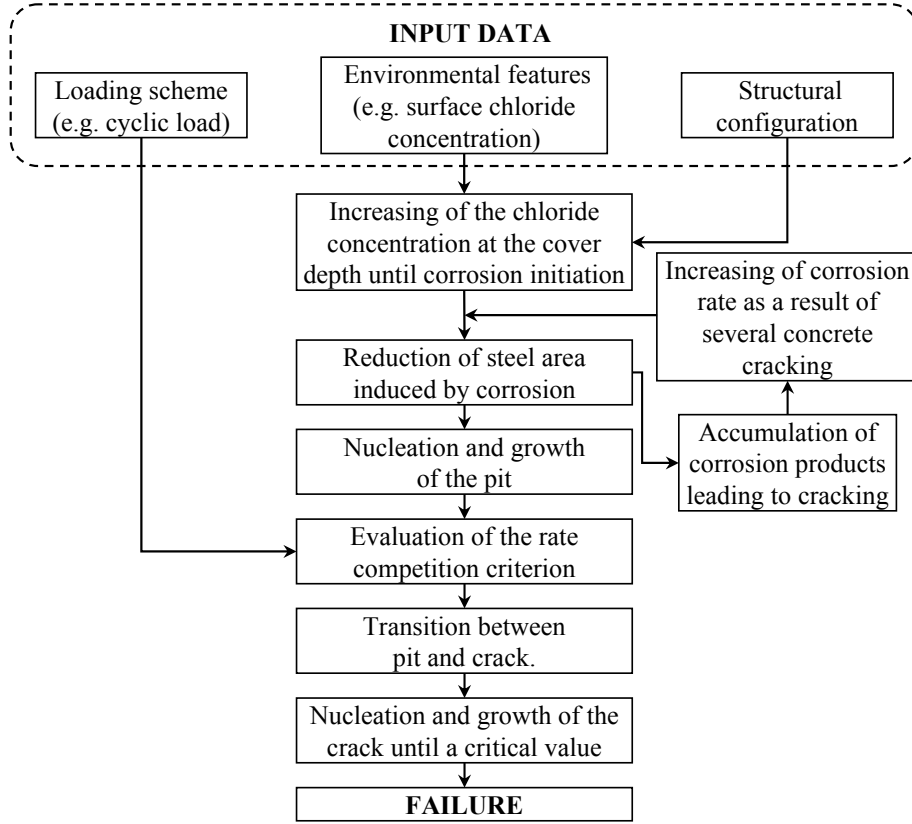 INPUT DATA
Loading scheme
(e.g. cyclic load)
Environmental features
(e.g. surface chloride
concentration)
Structural
configuration
Increasing of the chloride
concentration at the cover
depth until corrosion initiation
Increasing of corrosion
rate as a result of
several concrete
cracking
Reduction of steel area
induced by corrosion
Accumulation of
corrosion products
leading to cracking
Nucleation and growth
of the pit
Evaluation of the rate
competition criterion
Transition between
pit and crack.
Nucleation and growth of the
crack until a critical value
FAILURE